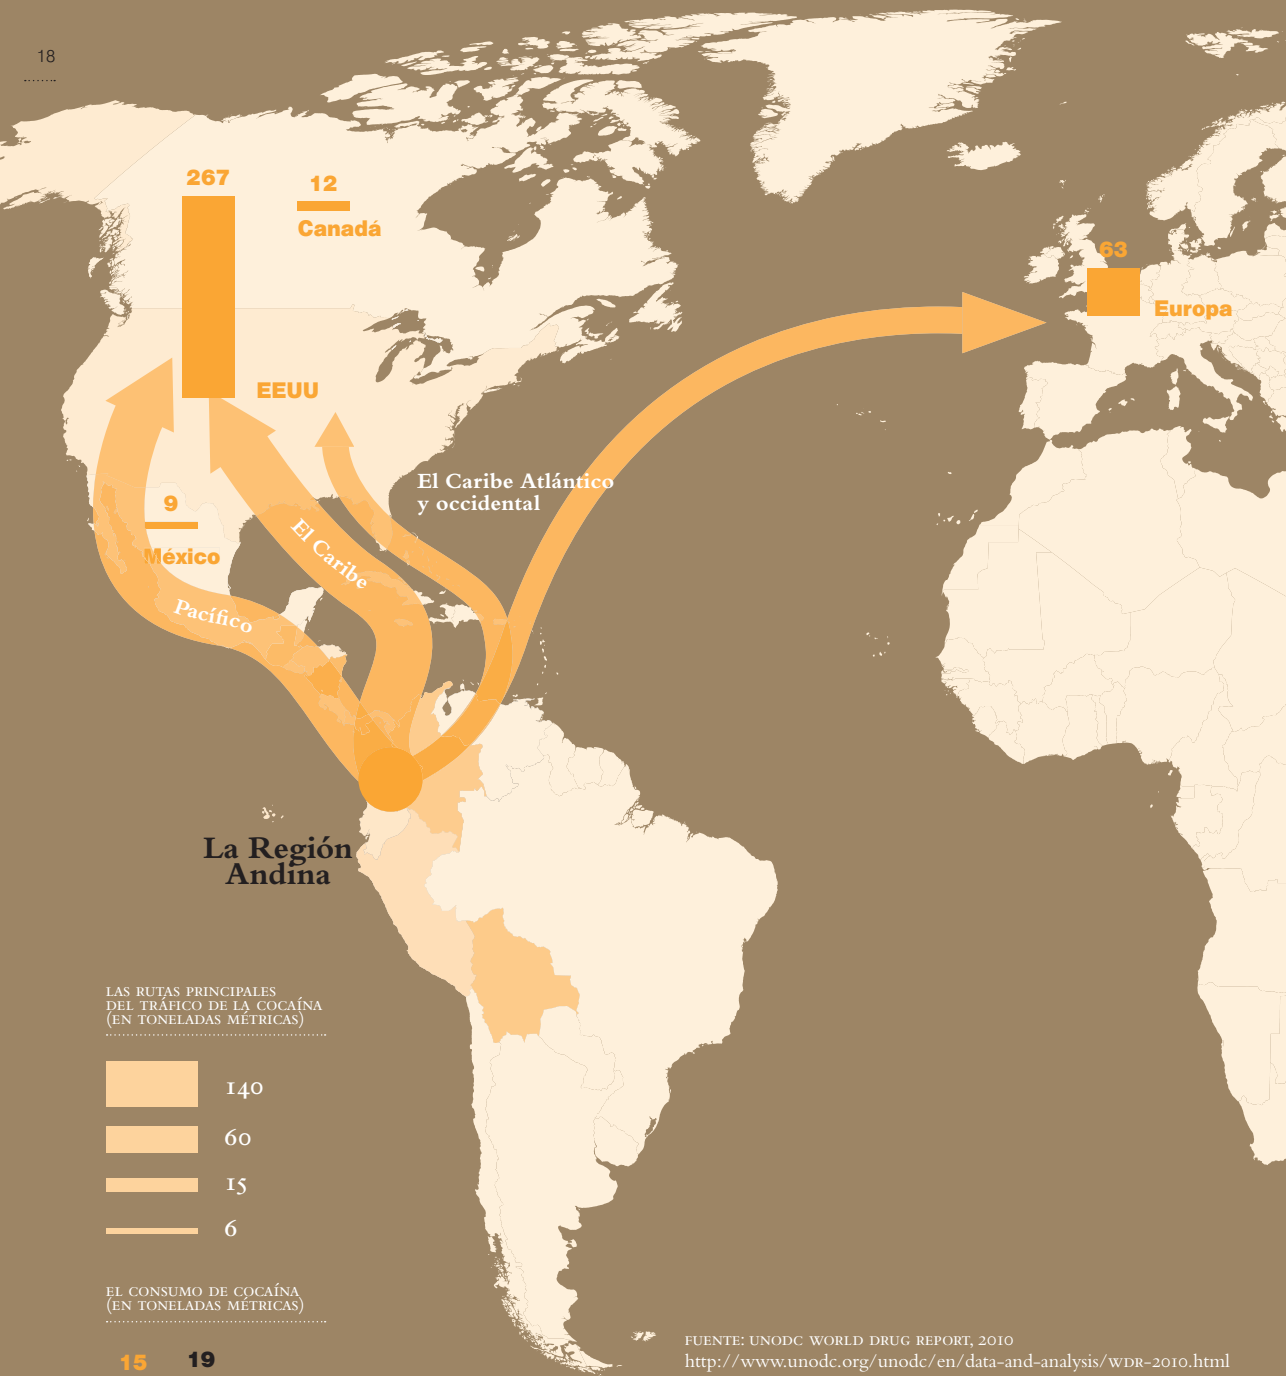 18
267
12
Canadá
63
Europa
EEUU
El Caribe Atlántico
y occidental
9
México
El Caribe
Pacífico
La Región
Andina
LAS RUTAS PRINCIPALES
DEL TRÁFICO DE LA COCAÍNA
(EN TONELADAS MÉTRICAS)
140
60
15
6
EL CONSUMO DE COCAÍNA
(EN TONELADAS MÉTRICAS)
15 19
FUENTE: UNODC WORLD DRUG REPORT, 2010
http://www.unodc.org/unodc/en/data-and-analysis/WDR-2010.html